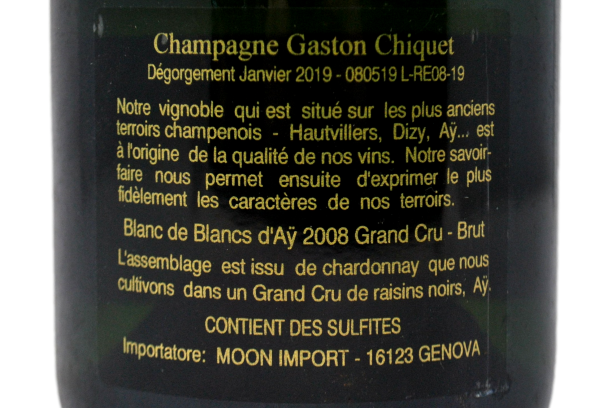 Champagne Gaston Chiquet
Dégorgement Janvier 2019 - 080519 L-RE08-19
Notre vignoble qui est situé sur les plus anciens
terroirs champenois - Hautvillers, Dizy, Aÿ... est
à l'origine de la qualité de nos vins. Notre savoir-
faire nous permet ensuite d'exprimer le plus
fidèlement les caractères de nos terroirs.
Blanc de Blancs d'Aÿ 2008 Grand Cru - Brut
L'assemblage est issu de chardonnay que nous
cultivons dans un Grand Cru de raisins noirs, Aÿ.
CONTIENT DES SULFITES
Importatore: MOON IMPORT - 16123 GENOVA